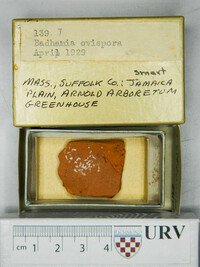 139.7
Badhamia ovispora
April 1929
Street
MASS., SUFFOLK CO.: JAMAICA
PLAIN, ARNOLD ARBORETUM
GREENHOUSE
URV
cm 1 2 3 4